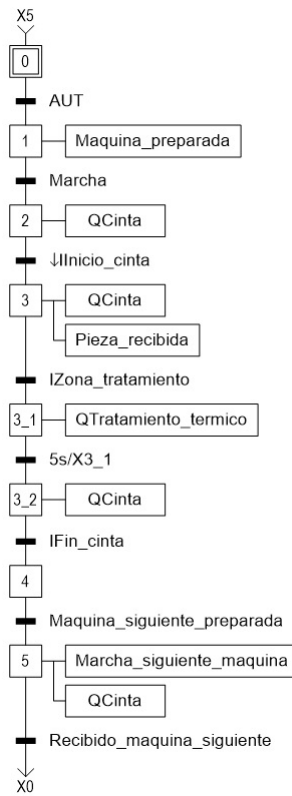 X5
0
AUT
1 Maquina_preparada
Marcha
2 QCinta
↓IInicio_cinta
3 QCinta
Pieza_recibida
IZona_tratamiento
3_1 QTratamiento_termico
5s/X3_1
3_2 QCinta
IFin_cinta
4
Maquina_siguiente_preparada
5 Marcha_siguiente_maquina
QCinta
Recibido_maquina_siguiente
X0